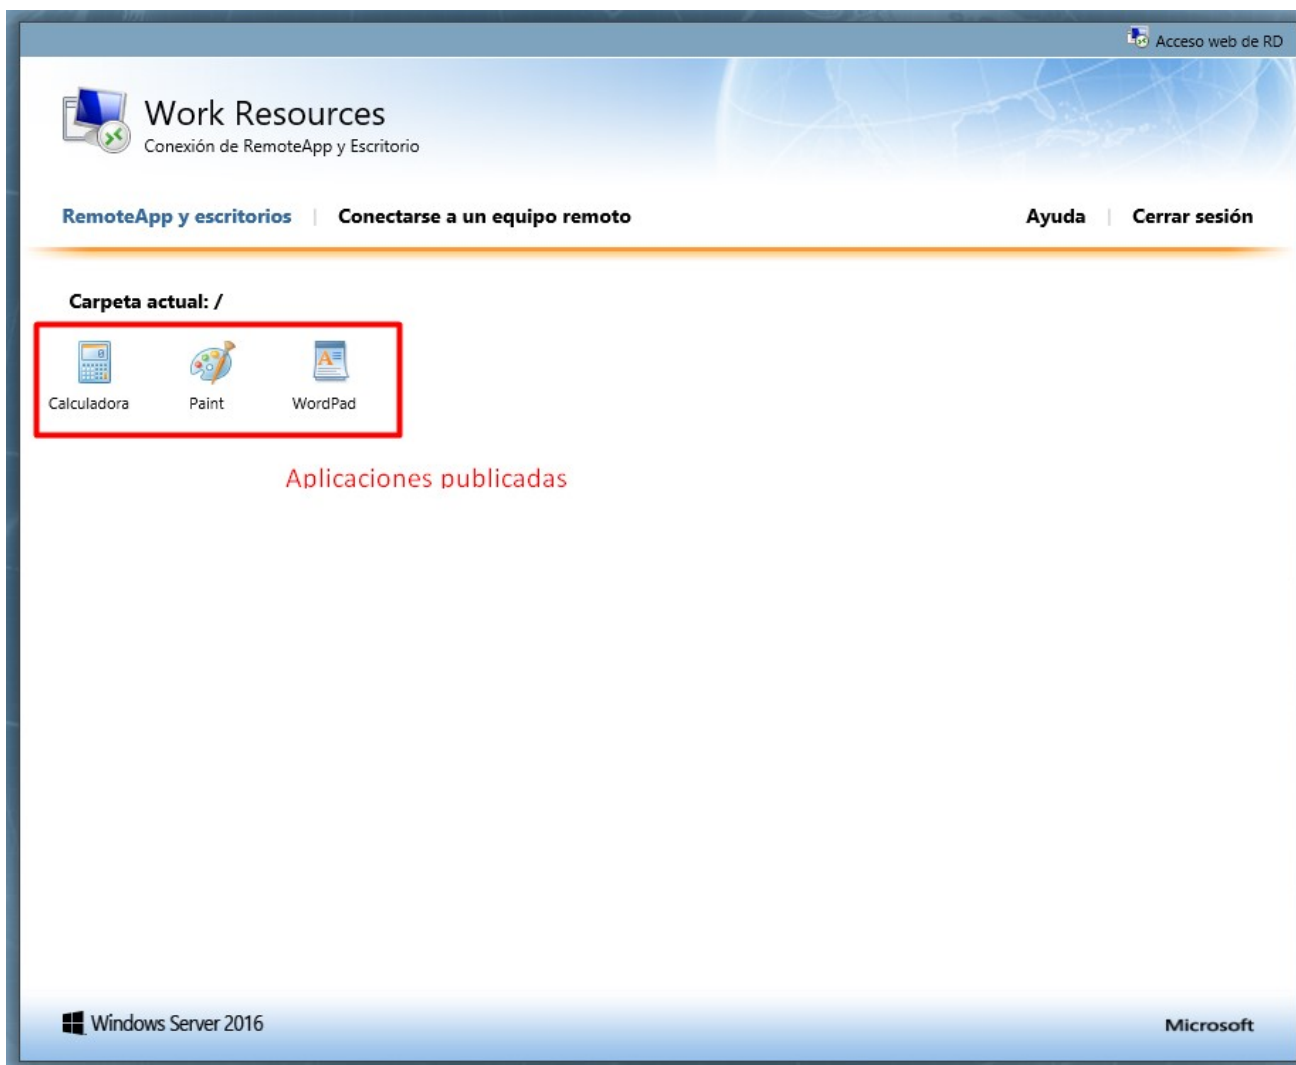 Acceso web de RD
Work Resources
Conexión de RemoteApp y Escritorio
RemoteApp y escritorios | Conectarse a un equipo remoto
Ayuda | Cerrar sesión
Carpeta actual: /
Calculadora Paint WordPad
Aplicaciones publicadas
Windows Server 2016
Microsoft